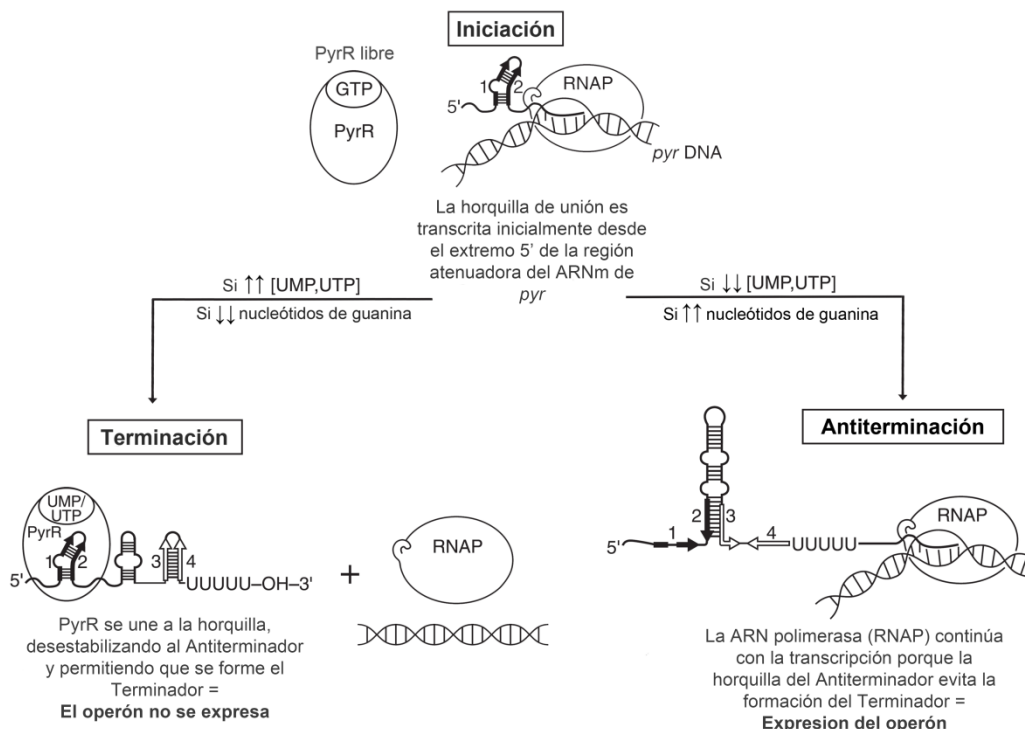 Iniciación
PyrR libre
GTP
PyrR
1
2
5'
RNAP
pyr DNA
La horquilla de unión es
transcrita inicialmente desde
el extremo 5' de la región
atenuadora del ARNm de
pyr
Si ↑↑ [UMP,UTP]
Si ↓↓ nucleótidos de guanina
Si ↓↓ [UMP,UTP]
Si ↑↑ nucleótidos de guanina
Terminación
UMP/
UTP
PyrR
1
2
3
4
5'
UUUUU–OH–3'
+
RNAP
PyrR se une a la horquilla,
desestabilizando al Antiterminador
y permitiendo que se forme el
Terminador =
El operón no se expresa
Antiterminación
2
3
5'
1
4
UUUUU
RNAP
La ARN polimerasa (RNAP) continúa
con la transcripción porque la
horquilla del Antiterminador evita la
formación del Terminador =
Expresion del operón